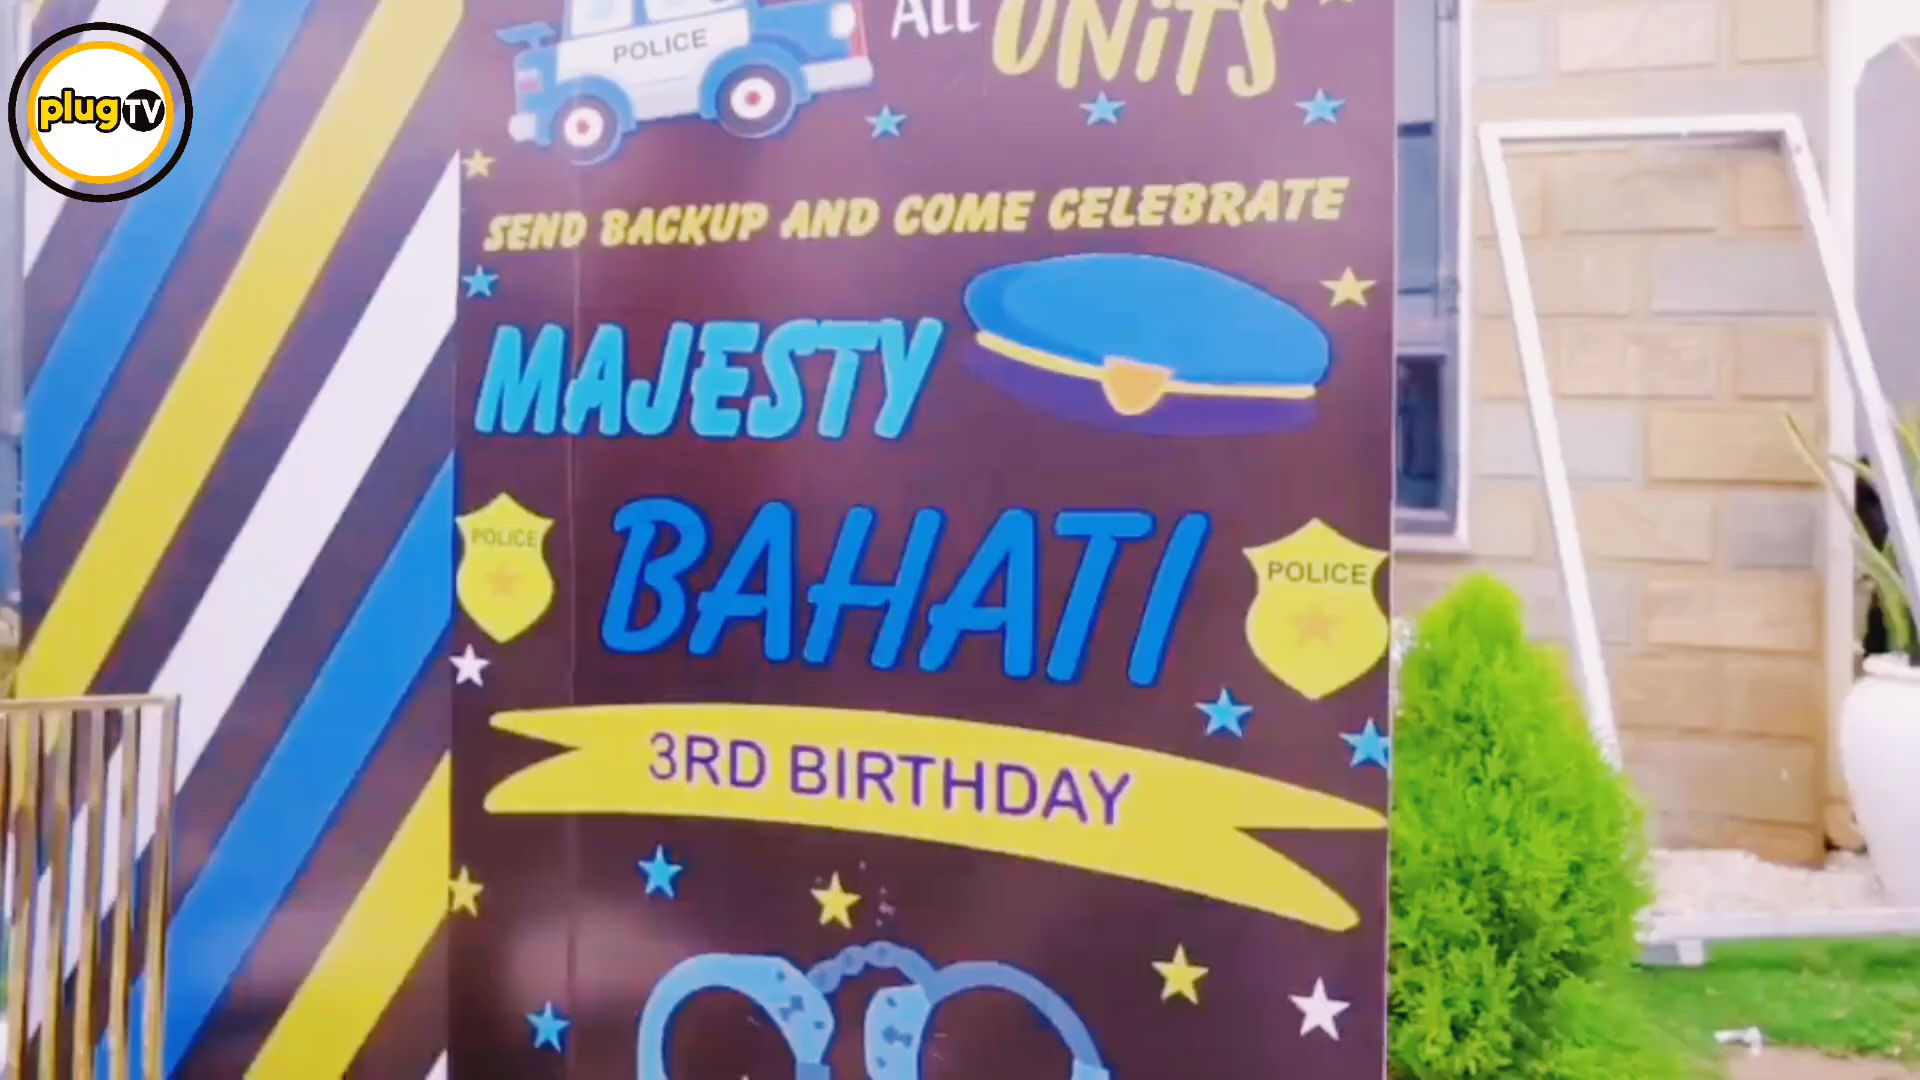 plug TV
POLICE
ALL UNiTS
SEND BACKUP AND COME CELEBRATE
MAJESTY
BAHATI
POLICE
POLICE
3RD BIRTHDAY